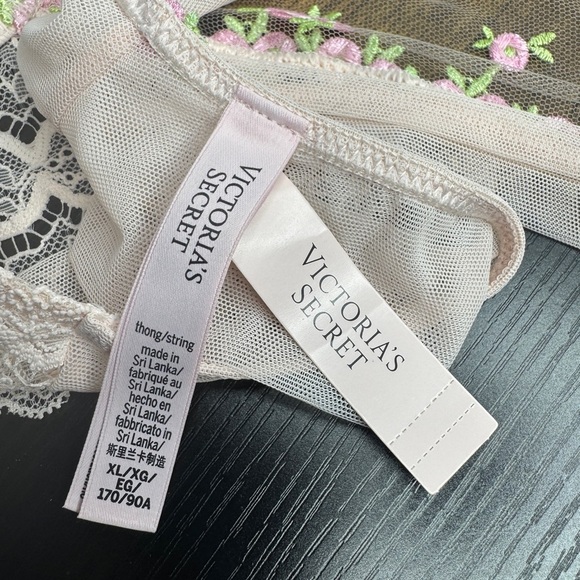 VICTORIA'S
SECRET
thong/string
made in
Sri Lanka/
fabriqué au
Sri Lanka/
hecho en
Sri Lanka/
fabbricato in
Sri Lanka/
斯里兰卡制造
XL/XG/
EG/
170/90A
VICTORIA'S
SECRET